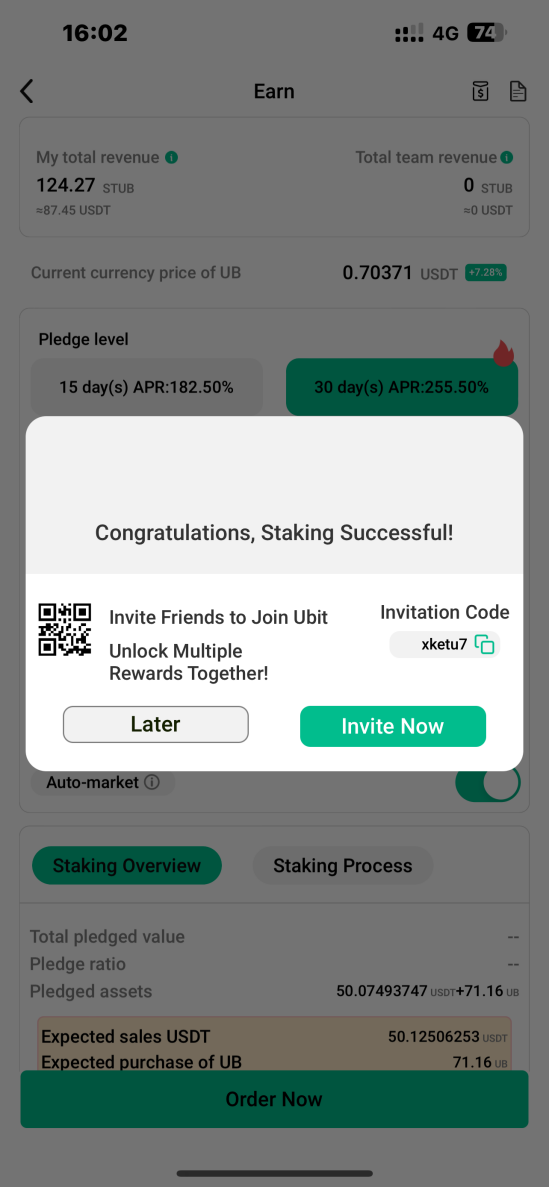 16:02
4G 74
Earn
My total revenue
Total team revenue
124.27 STUB
0 STUB
≈87.45 USDT
≈0 USDT
Current currency price of UB
0.70371 USDT +7.28%
Pledge level
15 day(s) APR:182.50%
30 day(s) APR:255.50%
Congratulations, Staking Successful!
Invite Friends to Join Ubit
Unlock Multiple
Rewards Together!
Invitation Code
xketu7
Later
Invite Now
Auto-market
Staking Overview
Staking Process
Total pledged value --
Pledge ratio --
Pledged assets 50.07493747 USDT+71.16 UB
Expected sales USDT 50.12506253 USDT
Expected purchase of UB 71.16 UB
Order Now